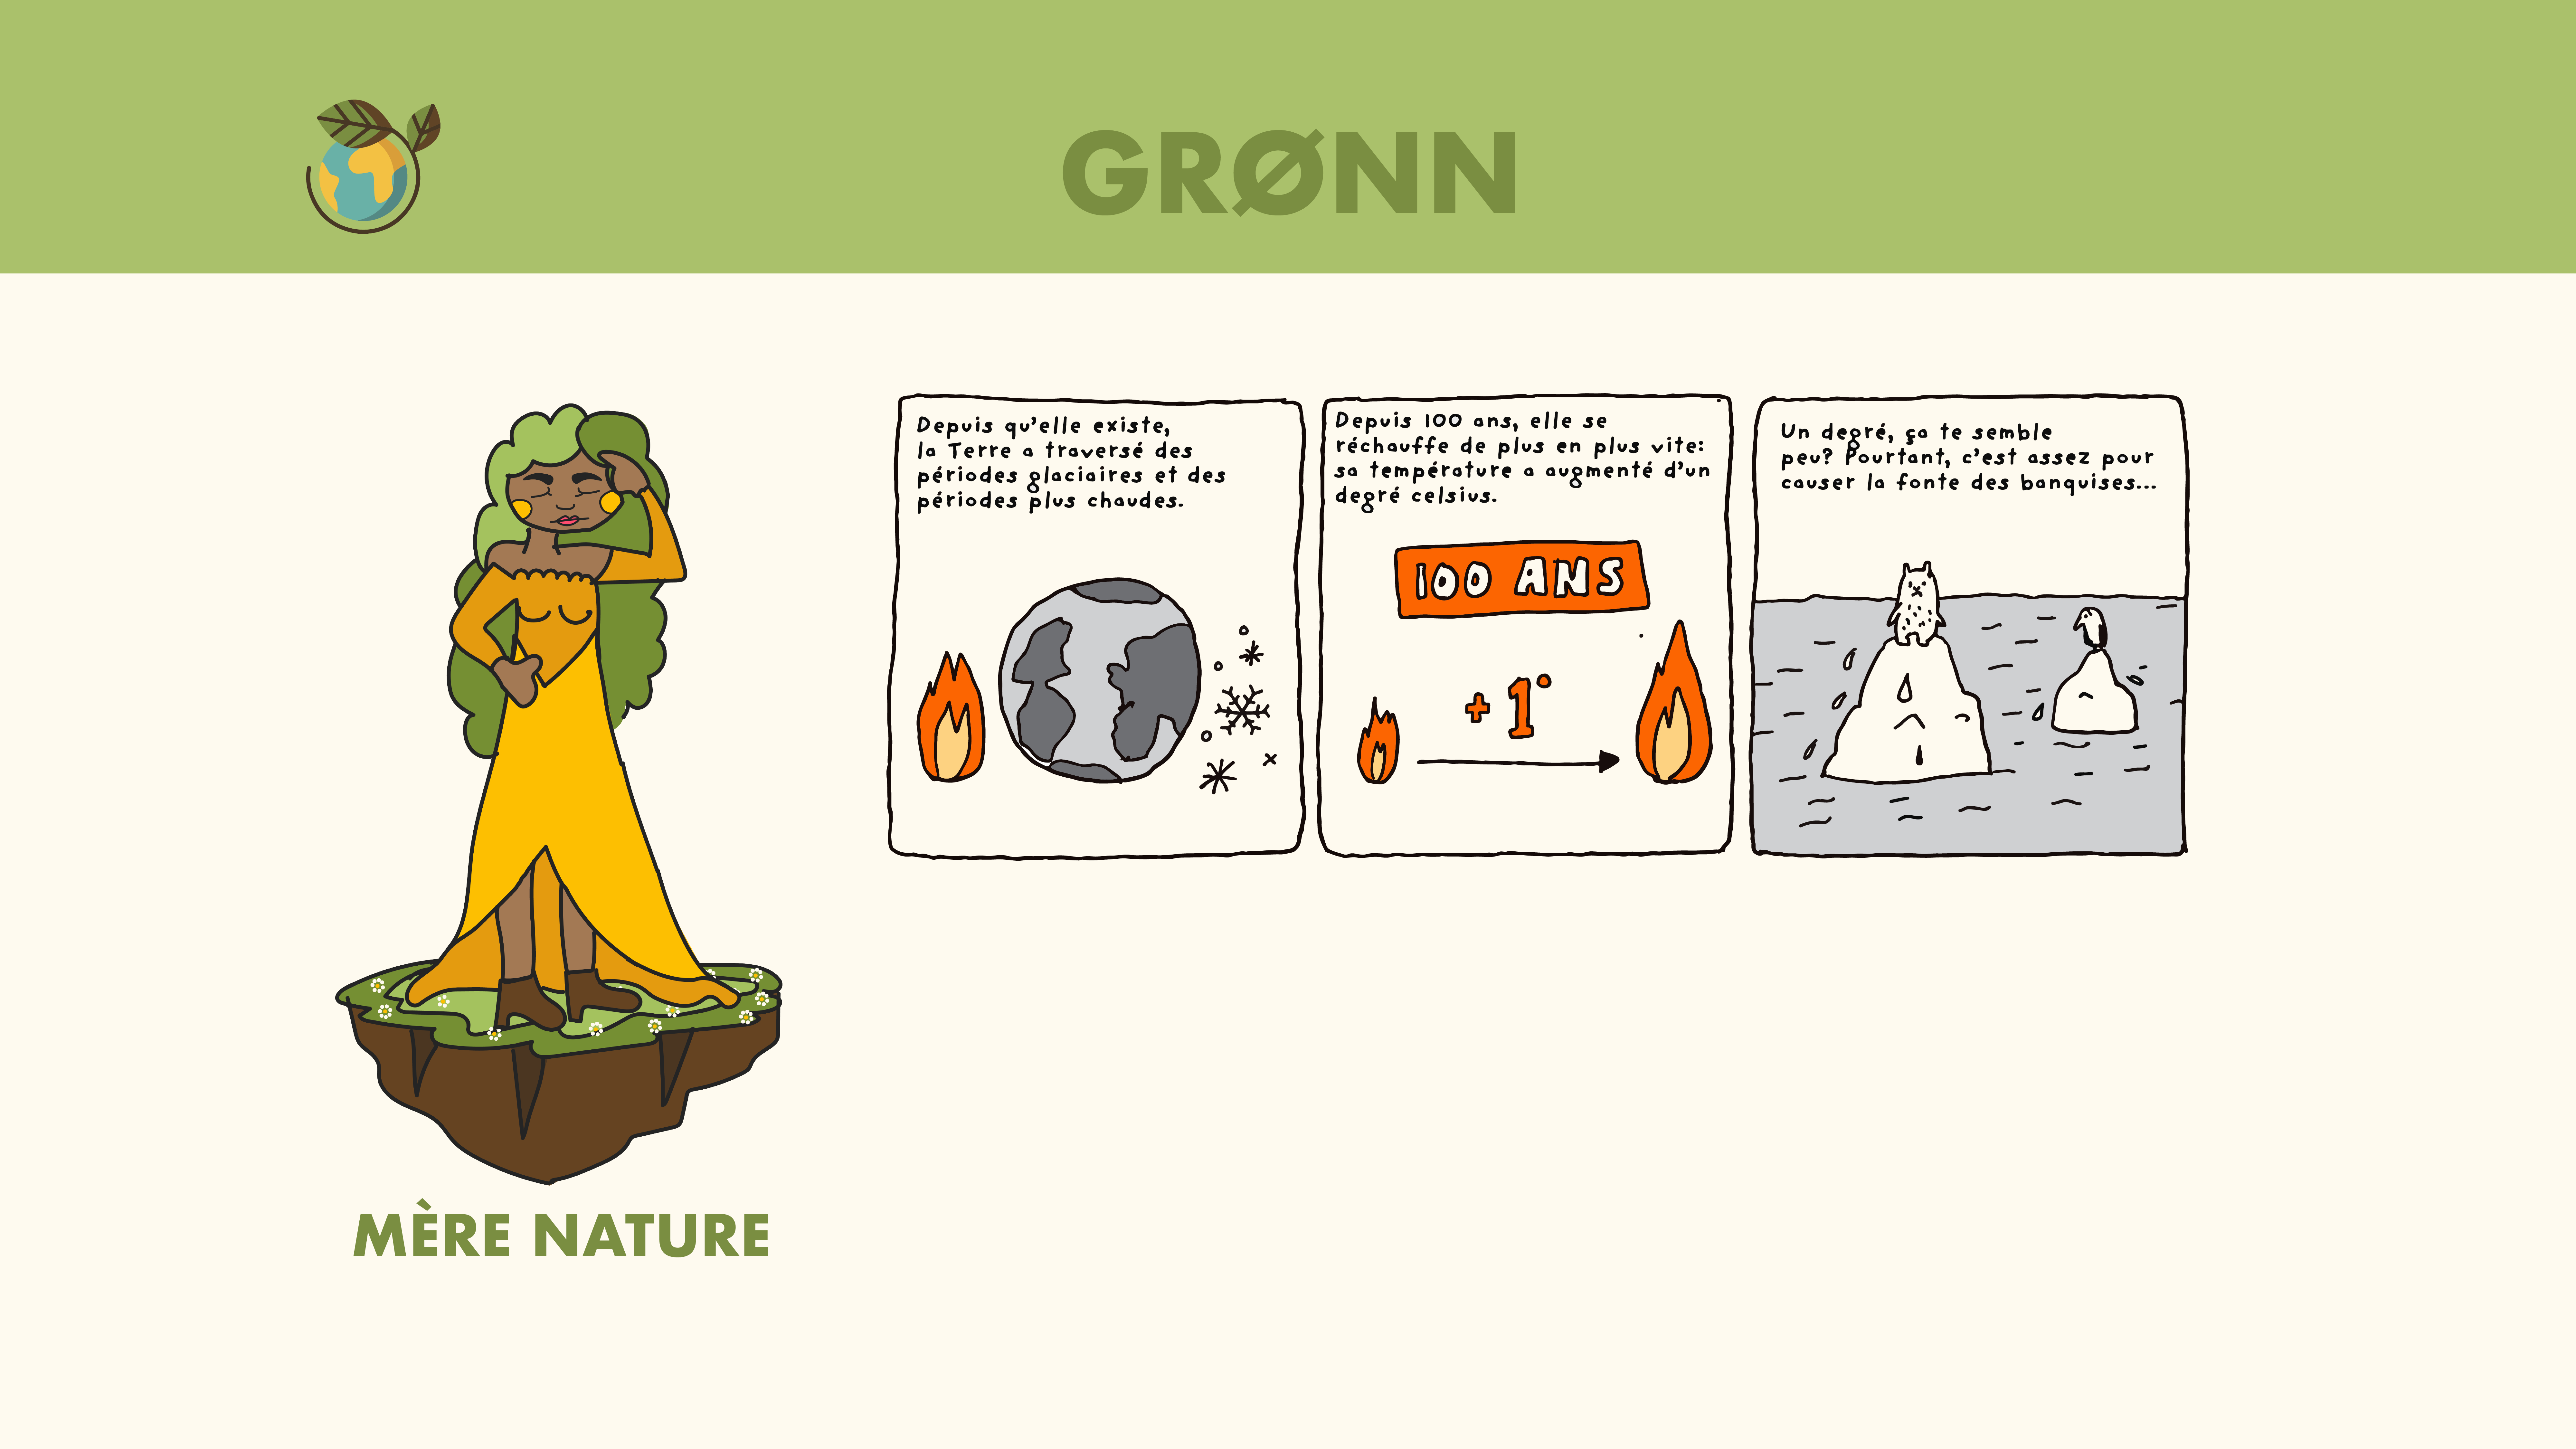 GRØNN
Depuis qu'elle existe,
la Terre a traversé des
périodes glaciaires et des
périodes plus chaudes.
Depuis 100 ans, elle se
réchauffe de plus en plus vite:
sa température a augmenté d'un
degré celsius.
100 ANS
+1°
Un degré, ça te semble
peu? Pourtant, c'est assez pour
causer la fonte des banquises...
MÈRE NATURE